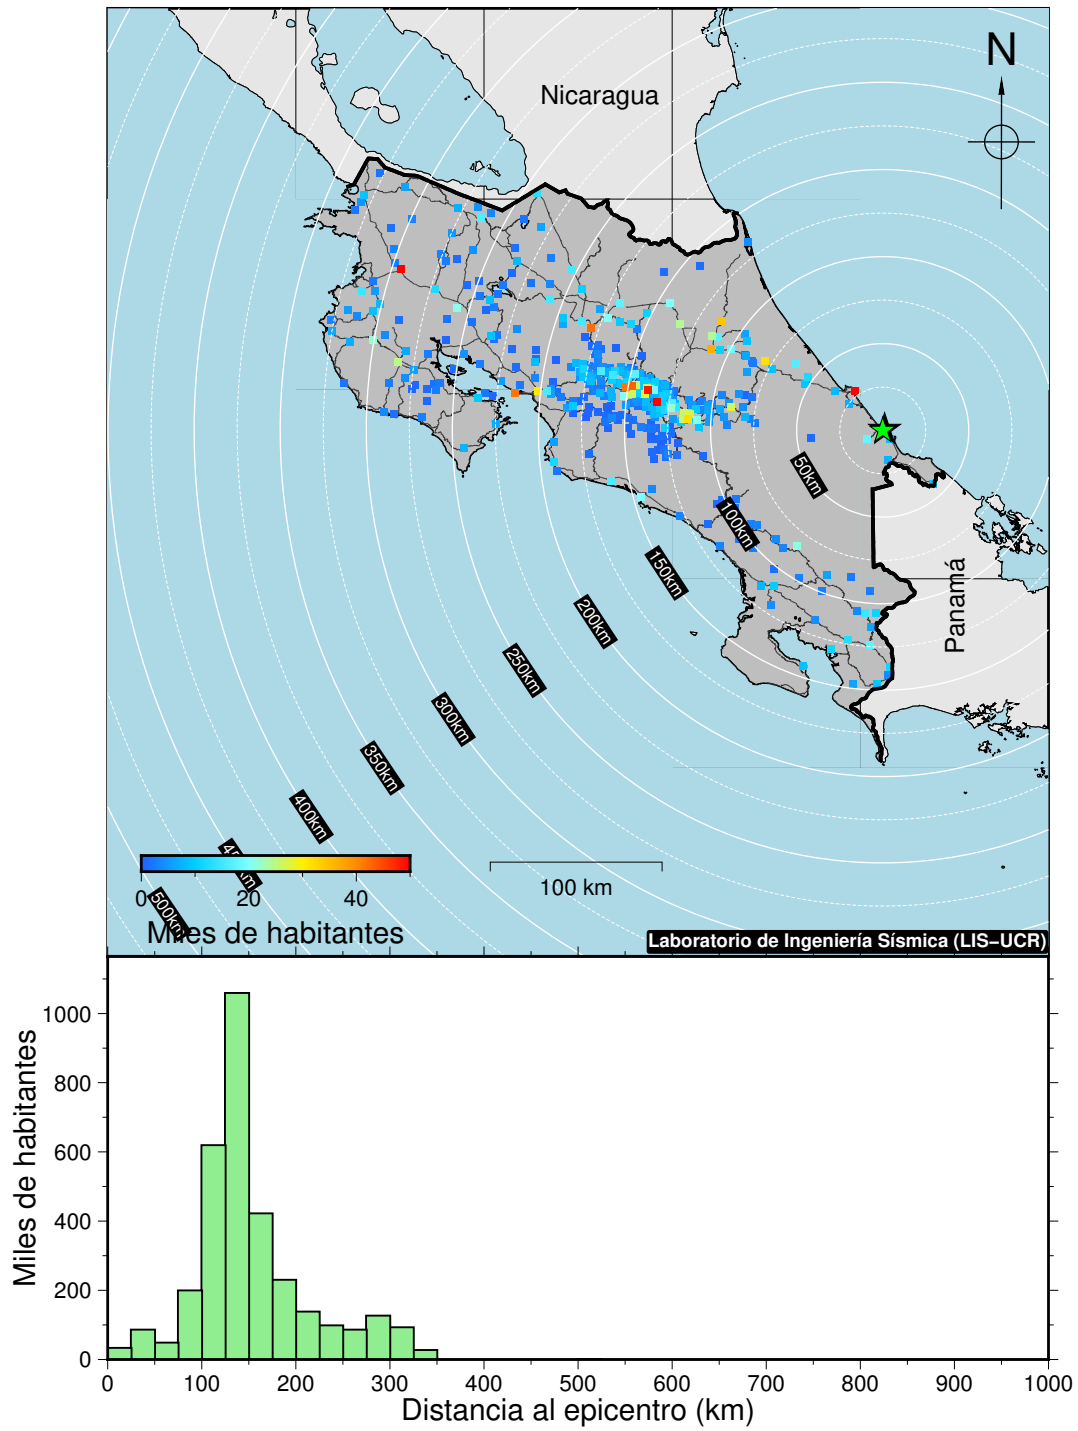 N
Nicaragua
50km
100km
150km
Panamá
200km
250km
300km
350km
400km
500km
0
20
40
Miles de habitantes
100 km
Laboratorio de Ingeniería Sísmica (LIS−UCR)
Miles de habitantes
1000
800
600
400
200
0
0 100 200 300 400 500 600 700 800 900 1000
Distancia al epicentro (km)